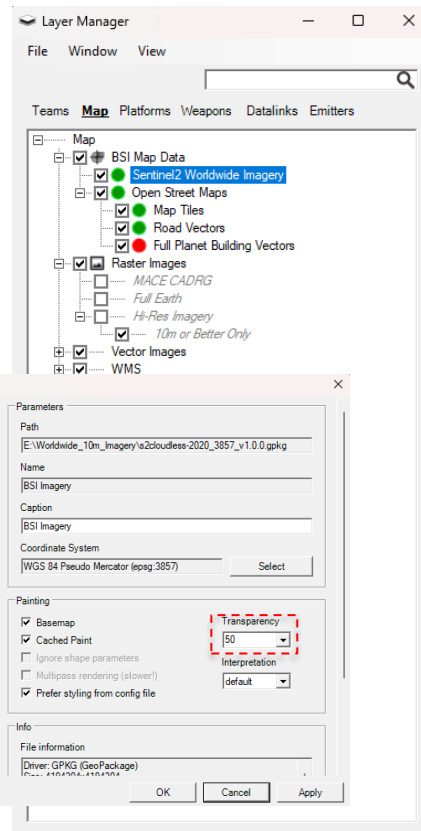 Layer Manager
File Window View
Teams Map Platforms Weapons Datalinks Emitters
Map
BSI Map Data
Sentinel2 Worldwide Imagery
Open Street Maps
Map Tiles
Road Vectors
Full Planet Building Vectors
Raster Images
MACE CADRG
Full Earth
Hi-Res Imagery
10m or Better Only
Vector Images
WMS
Parameters
Path
E:\Worldwide_10m_Imagery\s2cloudless-2020_3857_v1.0.0.gpkg
Name
BSI Imagery
Caption
BSI Imagery
Coordinate System
WGS 84 Pseudo Mercator (epsg:3857) Select
Painting
Basemap Transparency
Cached Paint 50
Ignore shape parameters Interpretation
Multipass rendering (slower!) default
Prefer styling from config file
Info
File information
Driver: GPKG (GeoPackage)
OK Cancel Apply